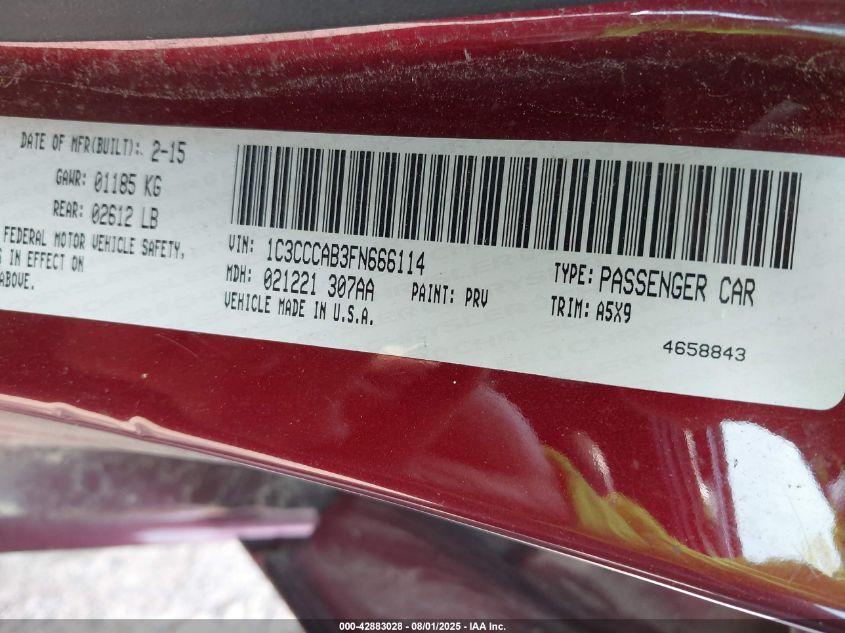 DATE OF MFR(BUILT): 2-15
GAWR: 01185 KG
REAR: 02612 LB
FEDERAL MOTOR VEHICLE SAFETY,
IN EFFECT ON
ABOVE.
VIN: 1C3CCCAB3FN666114
MDH: 021221 307AA
PAINT: PRV
VEHICLE MADE IN U.S.A.
TYPE: PASSENGER CAR
TRIM: A5X9
4658843
000-42883028 - 08/01/2025 - IAA Inc.